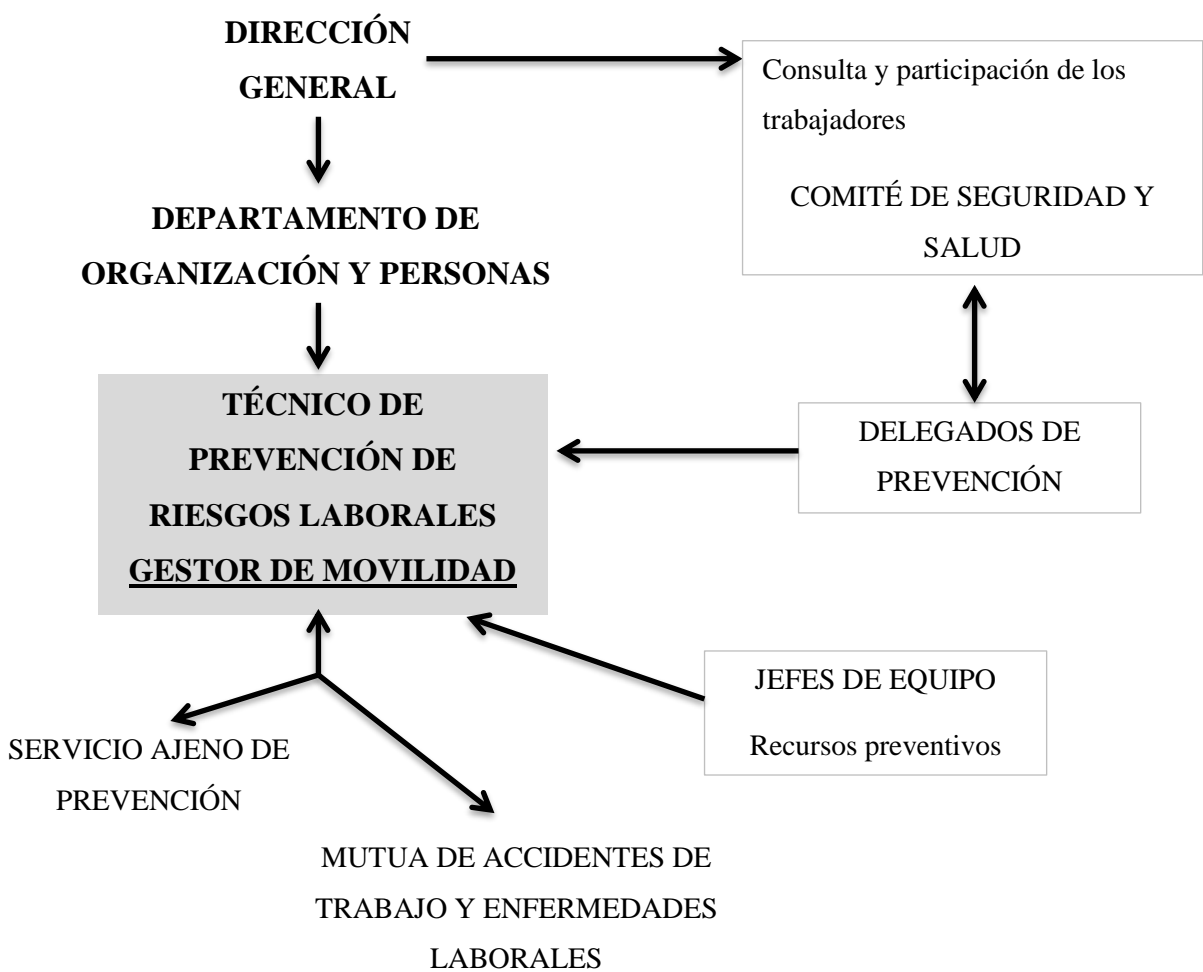 DIRECCIÓN
GENERAL
Consulta y participación de los
trabajadores
COMITÉ DE SEGURIDAD Y
SALUD
DEPARTAMENTO DE
ORGANIZACIÓN Y PERSONAS
TÉCNICO DE
PREVENCIÓN DE
RIESGOS LABORALES
GESTOR DE MOVILIDAD
DELEGADOS DE
PREVENCIÓN
JEFES DE EQUIPO
Recursos preventivos
SERVICIO AJENO DE
PREVENCIÓN
MUTUA DE ACCIDENTES DE
TRABAJO Y ENFERMEDADES
LABORALES